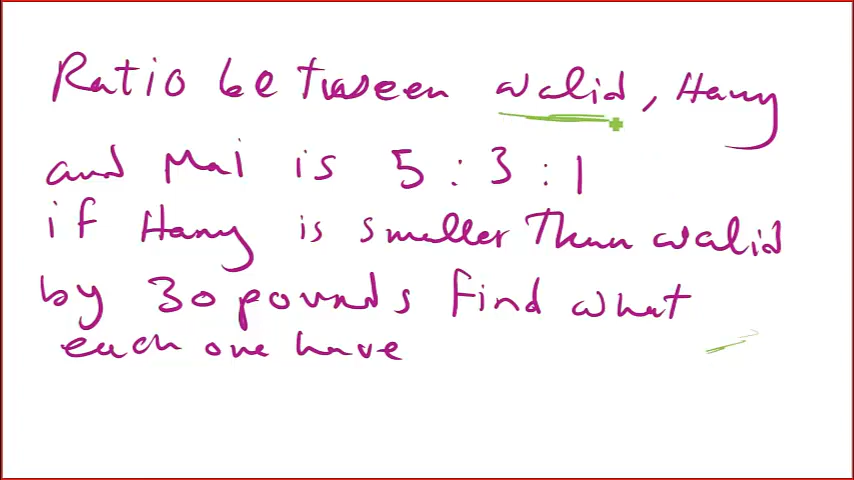 Ratio between walid, Hany
and Mai is 5 : 3 : 1
if Hany is smaller Than walid
by 30 pounds find what
each one have